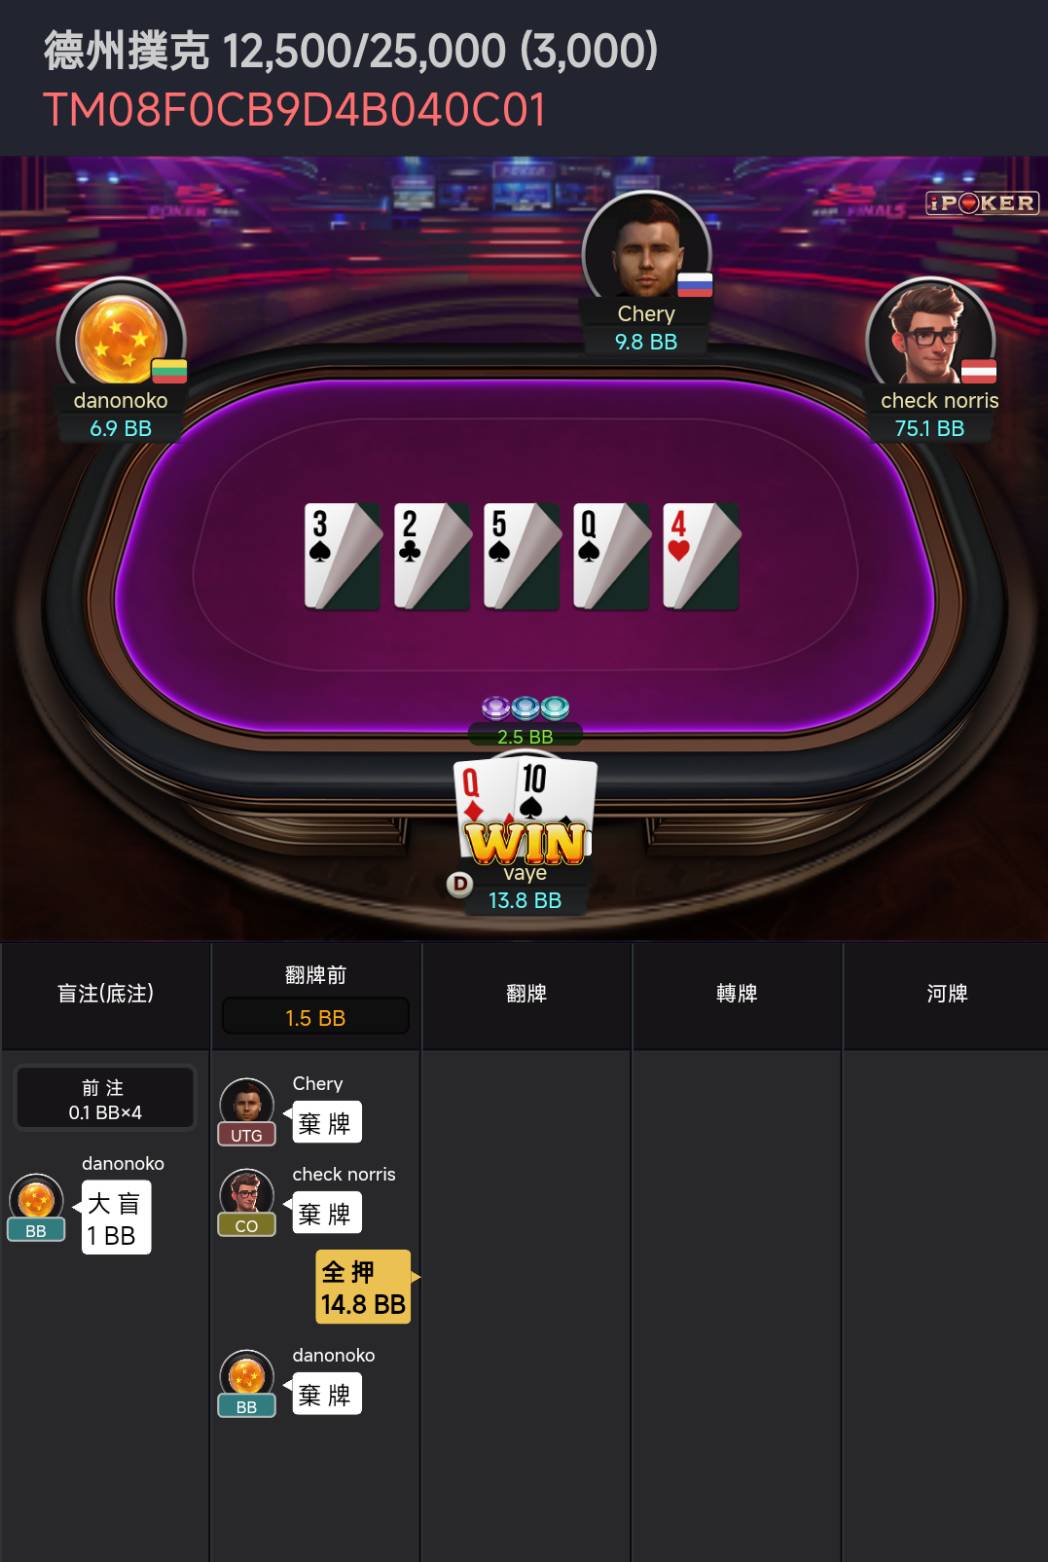 德州撲克 12,500/25,000 (3,000)
TM08F0CB9D4B040C01
iPOKER
Chery
9.8 BB
danonoko
6.9 BB
check norris
75.1 BB
3
2
5
Q
4
2.5 BB
Q
10
WIN
vaye
D
13.8 BB
盲注(底注)
翻牌前
1.5 BB
翻牌
轉牌
河牌
前 注
0.1 BB×4
danonoko
大 盲
1 BB
BB
Chery
棄 牌
UTG
check norris
棄 牌
CO
全 押
14.8 BB
danonoko
棄 牌
BB